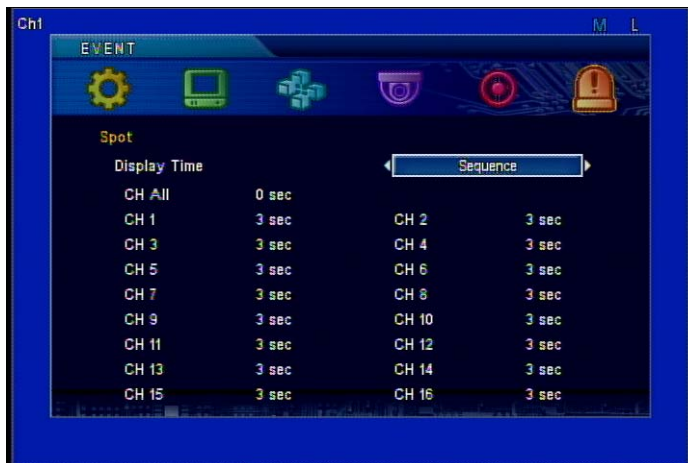 Ch1 M L
EVENT
Spot
Display Time Sequence
CH All 0 sec
CH 1 3 sec CH 2 3 sec
CH 3 3 sec CH 4 3 sec
CH 5 3 sec CH 6 3 sec
CH 7 3 sec CH 8 3 sec
CH 9 3 sec CH 10 3 sec
CH 11 3 sec CH 12 3 sec
CH 13 3 sec CH 14 3 sec
CH 15 3 sec CH 16 3 sec